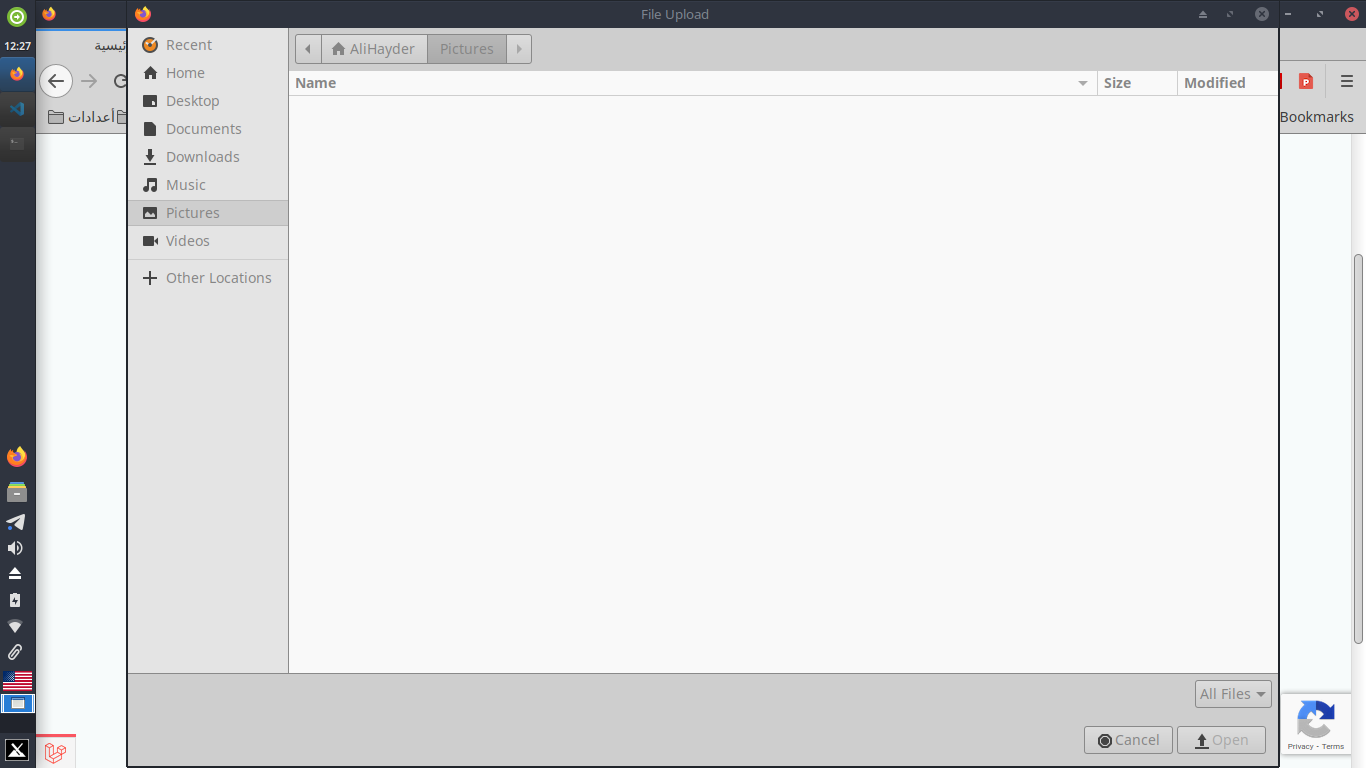 File Upload
12:27
ئيسية
أعدادات
Recent
Home
Desktop
Documents
Downloads
Music
Pictures
Videos
Other Locations
AliHayder
Pictures
Name
Size
Modified
P
Bookmarks
All Files
Cancel
Open
Privacy - Terms